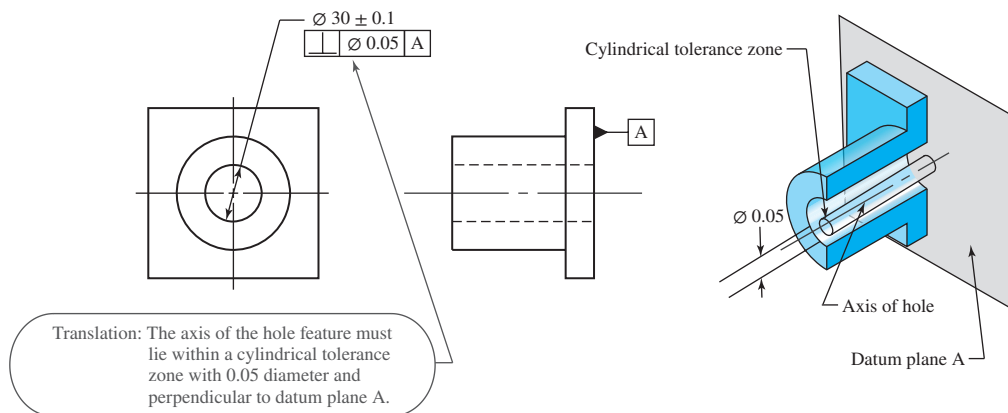 Ø 30 ± 0.1
⊥ Ø 0.05 A
A
Translation: The axis of the hole feature must
lie within a cylindrical tolerance
zone with 0.05 diameter and
perpendicular to datum plane A.
Cylindrical tolerance
zone
Ø 0.05
Axis of hole
Datum plane A